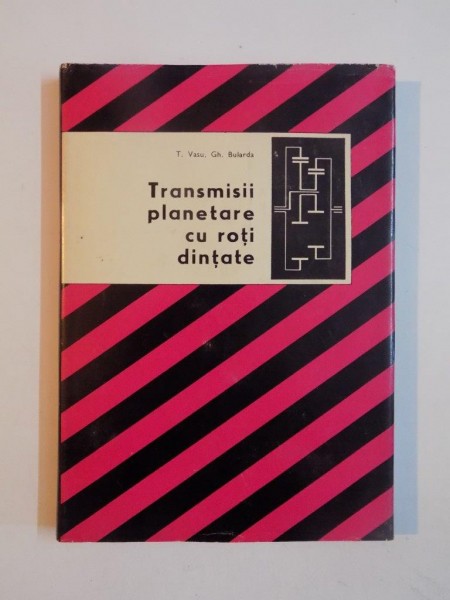 T. Vasu, Gh. Bularda
Transmisii
planetare
cu roți
dințate